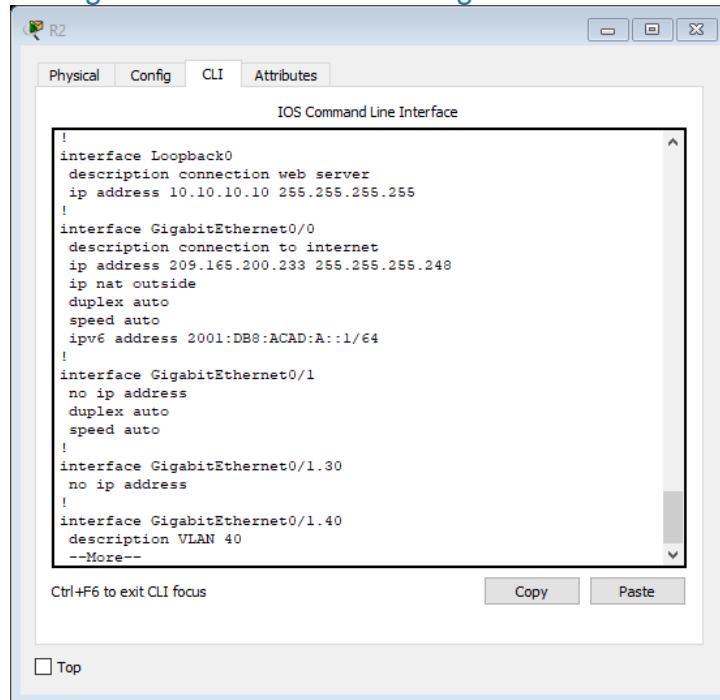 R2
Physical Config CLI Attributes
IOS Command Line Interface
!
interface Loopback0
description connection web server
ip address 10.10.10.10 255.255.255.255
!
interface GigabitEthernet0/0
description connection to internet
ip address 209.165.200.233 255.255.255.248
ip nat outside
duplex auto
speed auto
ipv6 address 2001:DB8:ACAD:A::1/64
!
interface GigabitEthernet0/1
no ip address
duplex auto
speed auto
!
interface GigabitEthernet0/1.30
no ip address
!
interface GigabitEthernet0/1.40
description VLAN 40
--More--
Ctrl+F6 to exit CLI focus
Copy Paste
Top